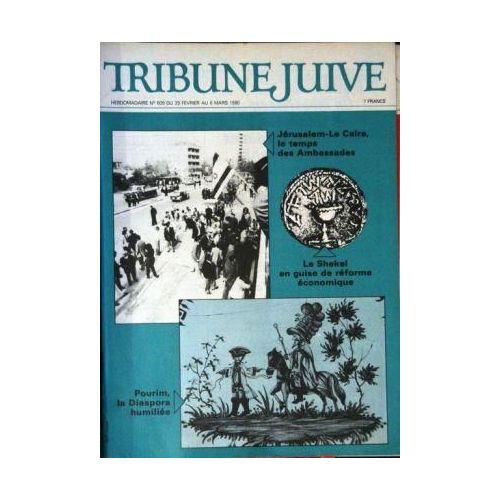 TRIBUNE JUIVE
HEBDOMADAIRE N° 609 DU 29 FEVRIER AU 6 MARS 1980
7 FRANCS
Jérusalem-Le Caire,
le temps
des Ambassades
Le Shekel
en guise de réforme
économique
Pourim,
la Diaspora
humiliée